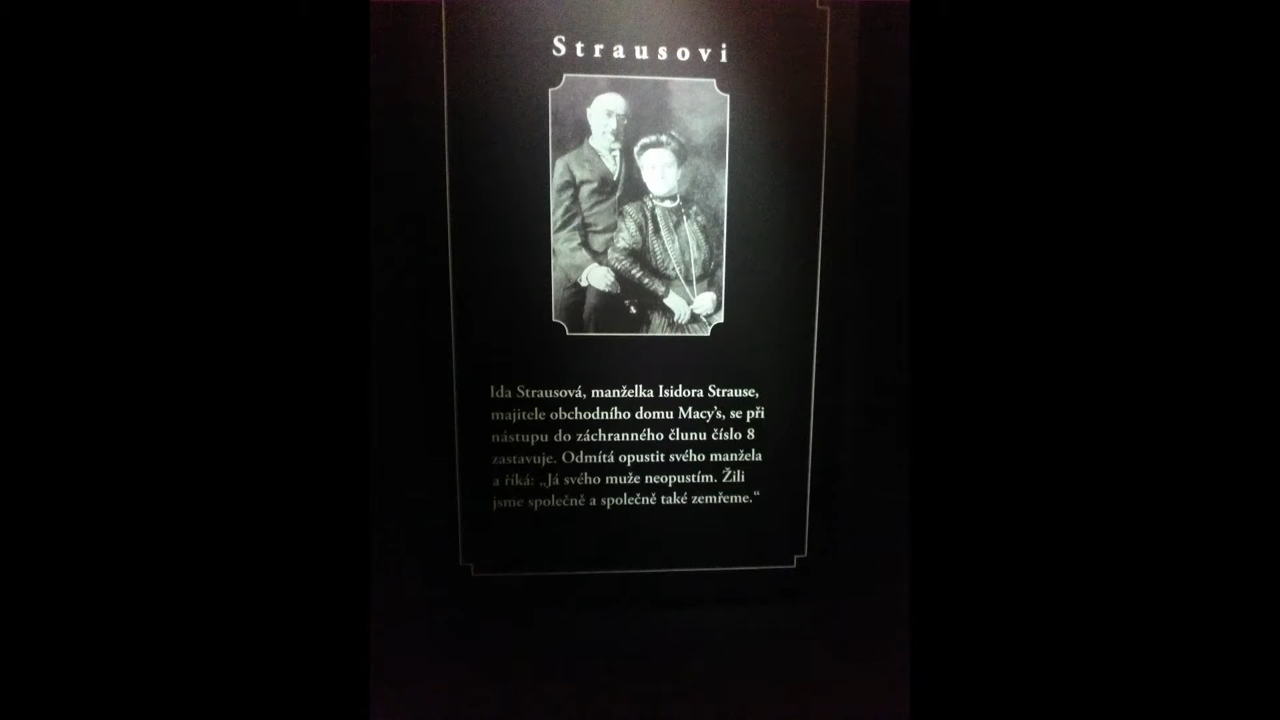 Strausovi
Ida Strausová, manželka Isidora Strause,
majitele obchodního domu Macy's, se při
nástupu do záchranného člunu číslo 8
zastavuje. Odmítá opustit svého manžela
a říká: „Já svého muže neopustím. Žili
jsme společně a společně také zemřeme.“